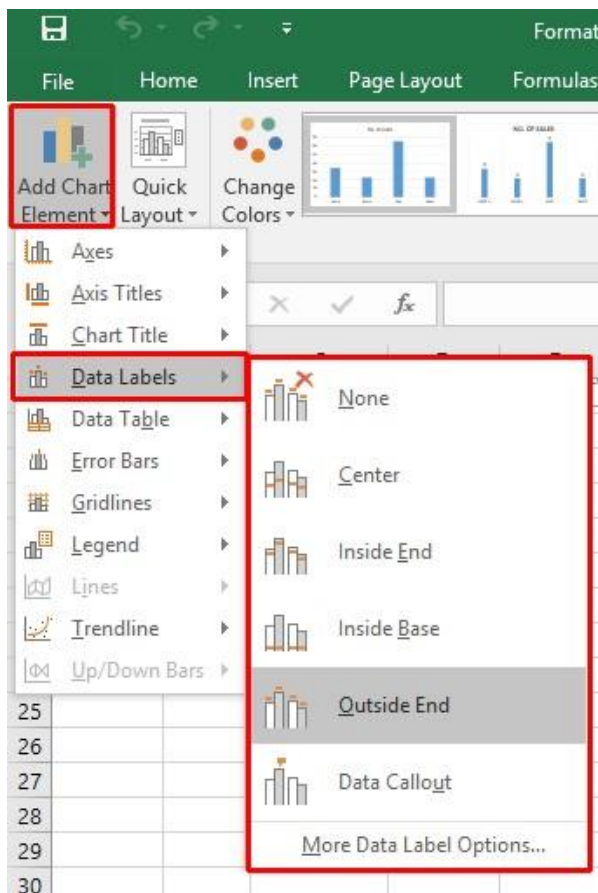 Format
File Home Insert Page Layout Formulas
Add Chart Element Quick Layout Change Colors
NO. OF SALES
Axes
Axis Titles
fx
Chart Title
Data Labels
None
Data Table
Error Bars
Center
Gridlines
Legend
Inside End
Lines
Trendline
Inside Base
Up/Down Bars
25
Outside End
26
27
Data Callout
28
29
More Data Label Options...
30